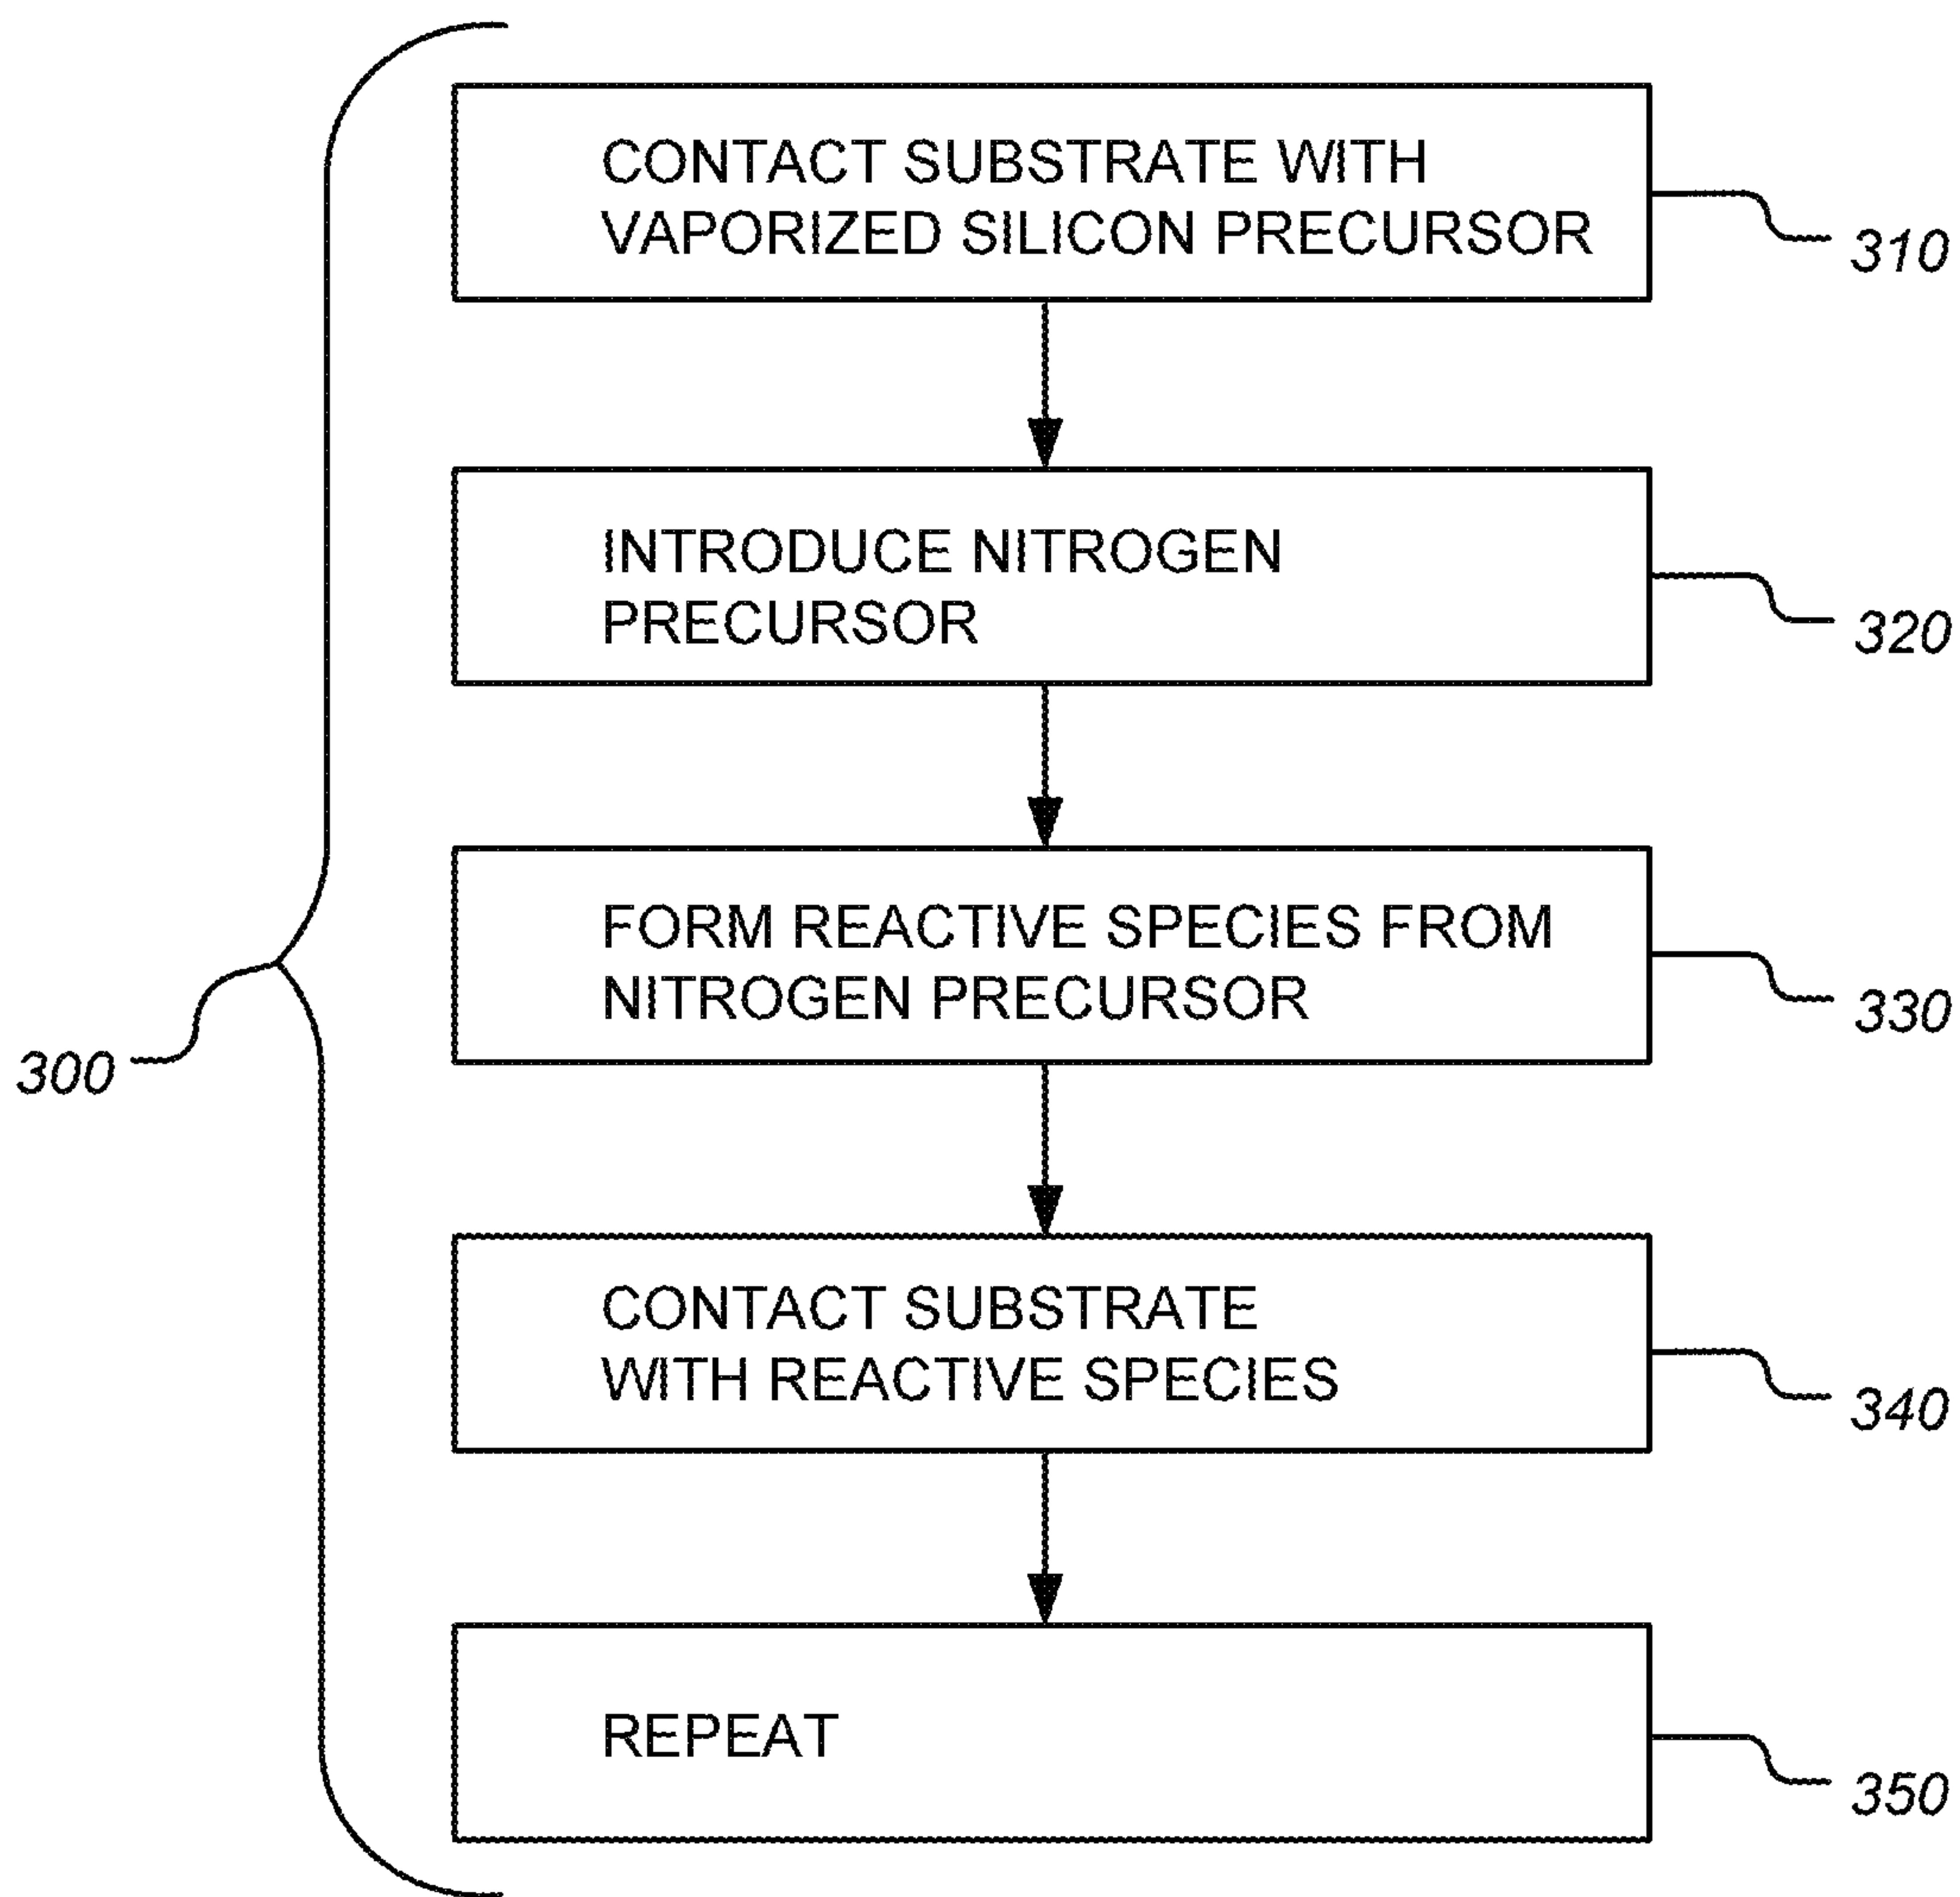 CONTACT SUBSTRATE WITH
VAPORIZED SILICON PRECURSOR
310
INTRODUCE NITROGEN
PRECURSOR
320
FORM REACTIVE SPECIES FROM
NITROGEN PRECURSOR
330
300
CONTACT SUBSTRATE
WITH REACTIVE SPECIES
340
REPEAT
350